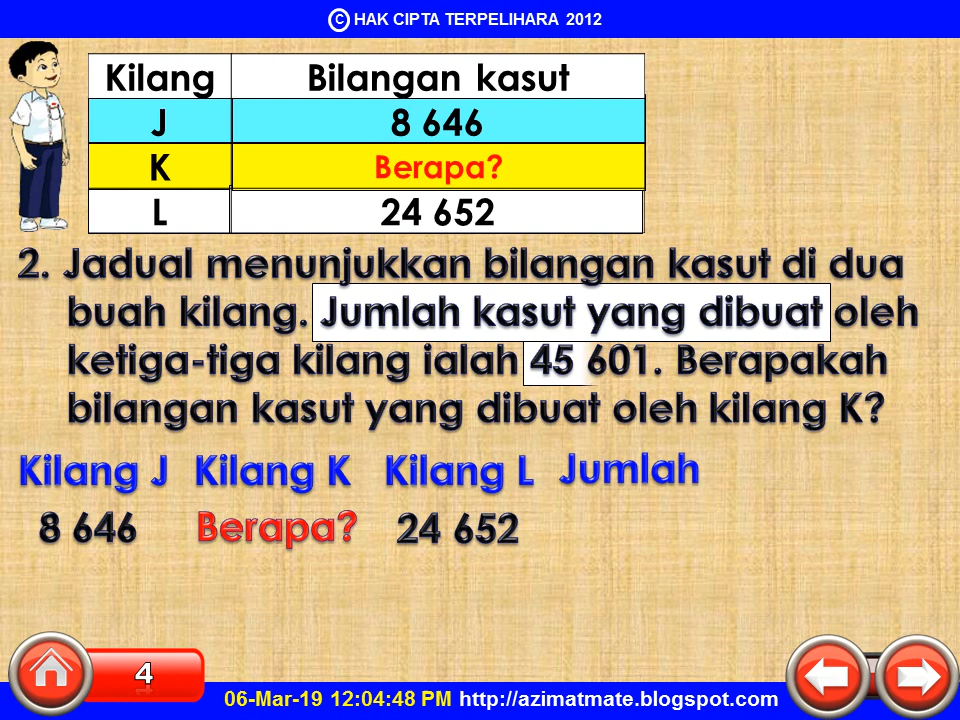 © HAK CIPTA TERPELIHARA 2012
Kilang Bilangan kasut
J 8 646
K Berapa?
L 24 652
2. Jadual menunjukkan bilangan kasut di dua
buah kilang. Jumlah kasut yang dibuat oleh
ketiga-tiga kilang ialah 45 601. Berapakah
bilangan kasut yang dibuat oleh kilang K?
Kilang J Kilang K Kilang L Jumlah
8 646 Berapa? 24 652
4
06-Mar-19 12:04:48 PM http://azimatmate.blogspot.com